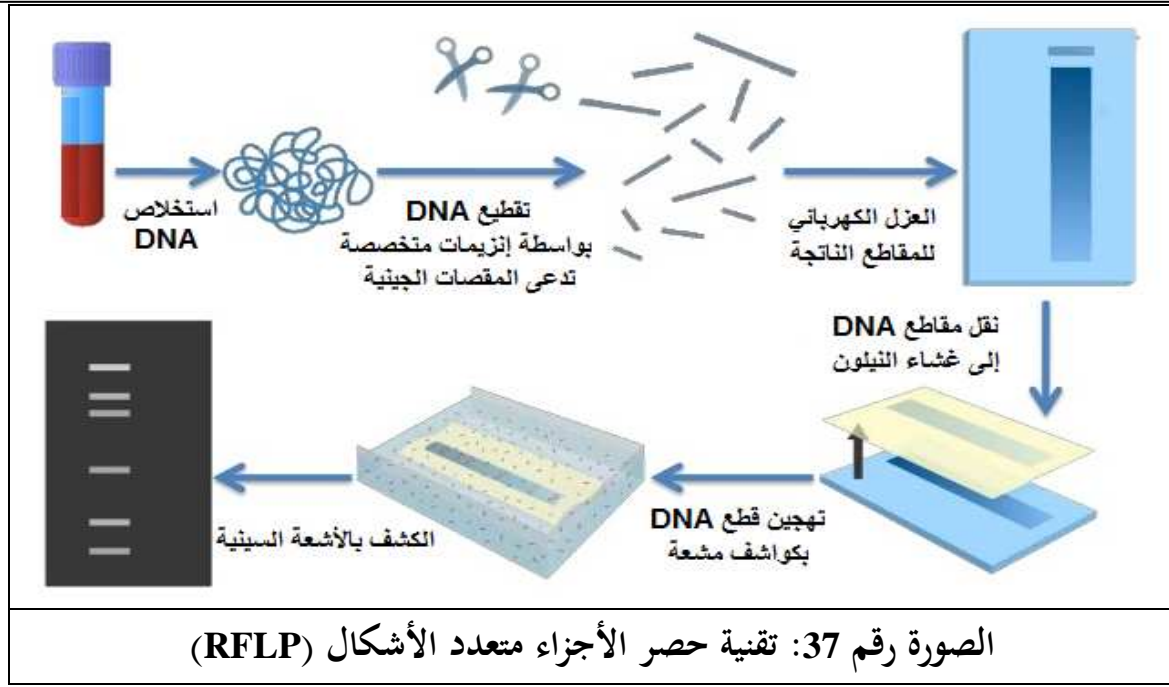 استخلاص
DNA
تقطيع DNA
بواسطة إنزيمات متخصصة
تدعى المقصات الجينية
العزل الكهربائي
للمقاطع الناتجة
نقل مقاطع DNA
إلى غشاء النيلون
تهجين قطع DNA
بكواشف مشعة
الكشف بالأشعة السينية
الصورة رقم 37: تقنية حصر الأجزاء متعدد الأشكال (RFLP)